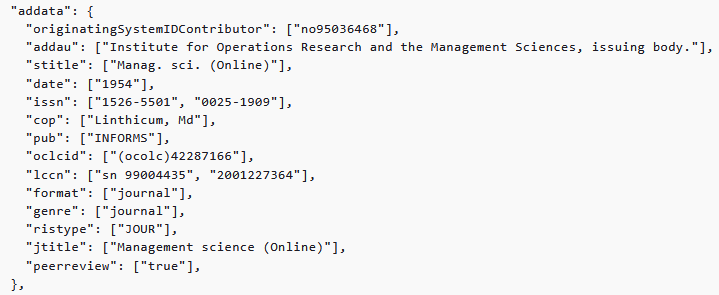 "addata": {
"originatingSystemIDContributor": ["no95036468"],
"addau": ["Institute for Operations Research and the Management Sciences, issuing body."],
"stitle": ["Manag. sci. (Online)"],
"date": ["1954"],
"issn": ["1526-5501", "0025-1909"],
"cop": ["Linthicum, Md"],
"pub": ["INFORMS"],
"oclcid": ["(ocolc)42287166"],
"lccn": ["sn 99004435", "2001227364"],
"format": ["journal"],
"genre": ["journal"],
"ristype": ["JOUR"],
"jtitle": ["Management science (Online)"],
"peerreview": ["true"],
},